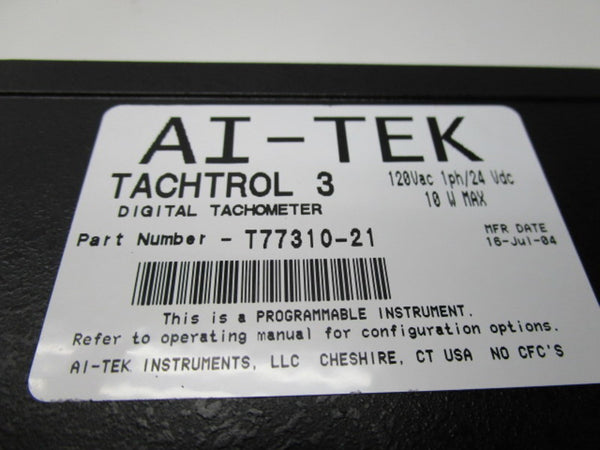 AI-TEK
TACHTROL 3
120Vac 1ph/24 Vdc
DIGITAL TACHOMETER
10 W MAX
Part Number - T77310-21
MFR DATE
16-Jul-04
This is a PROGRAMMABLE INSTRUMENT.
Refer to operating manual for configuration options.
AI-TEK INSTRUMENTS, LLC CHESHIRE, CT USA NO CFC'S